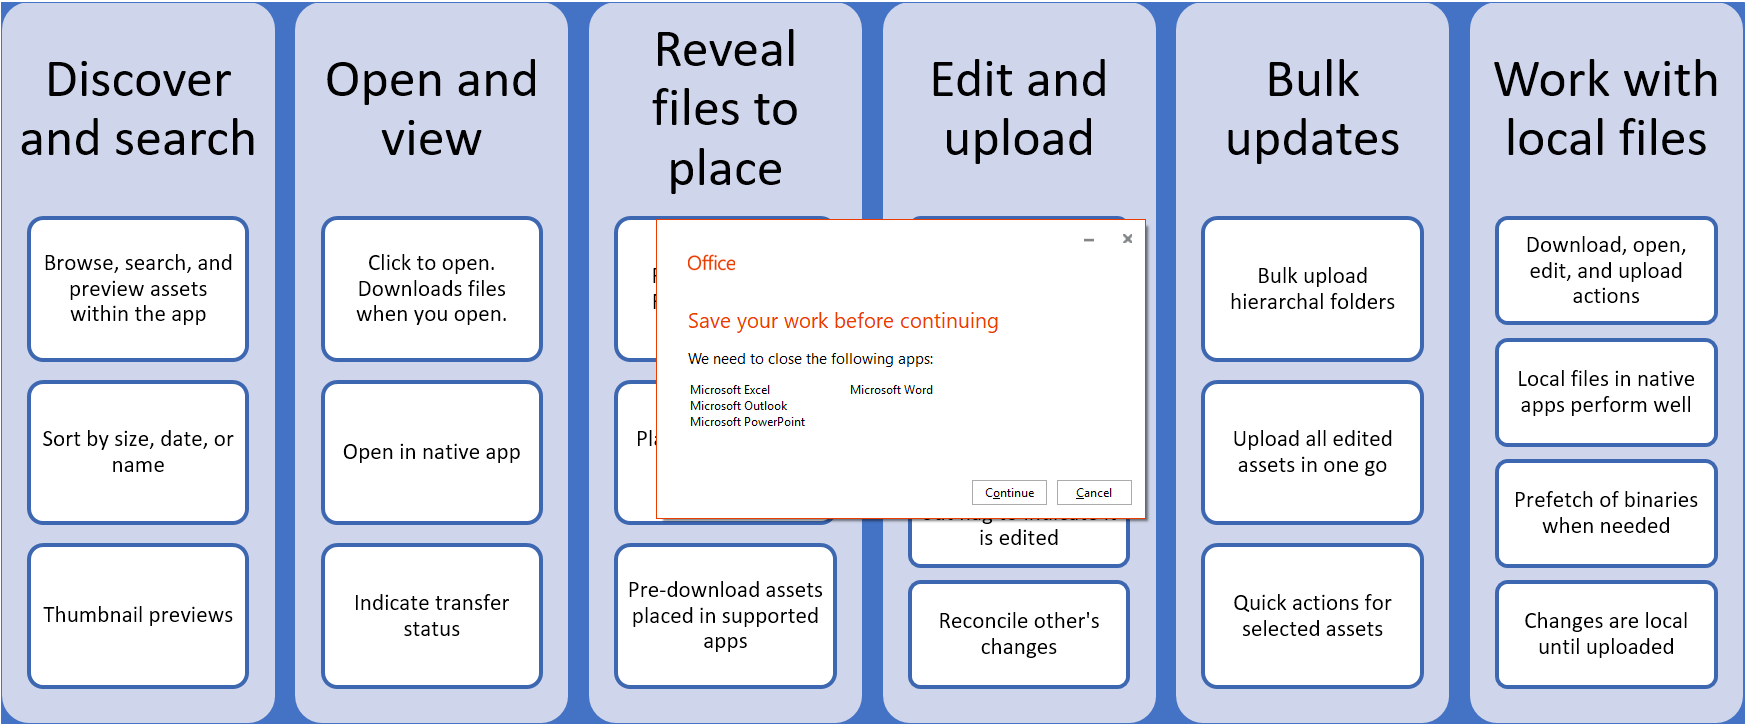 Discover
and search
Browse, search, and
preview assets
within the app
Sort by size, date, or
name
Thumbnail previews
Open and
view
Click to open.
Downloads files
when you open.
Open in native app
Indicate transfer
status
Reveal
files to
place
Pre-download assets
placed in supported
apps
Edit and
upload
is edited
Reconcile other's
changes
Office
Save your work before continuing
We need to close the following apps:
Microsoft Excel
Microsoft Word
Microsoft Outlook
Microsoft PowerPoint
Continue
Cancel
Bulk
updates
Bulk upload
hierarchal folders
Upload all edited
assets in one go
Quick actions for
selected assets
Work with
local files
Download, open,
edit, and upload
actions
Local files in native
apps perform well
Prefetch of binaries
when needed
Changes are local
until uploaded